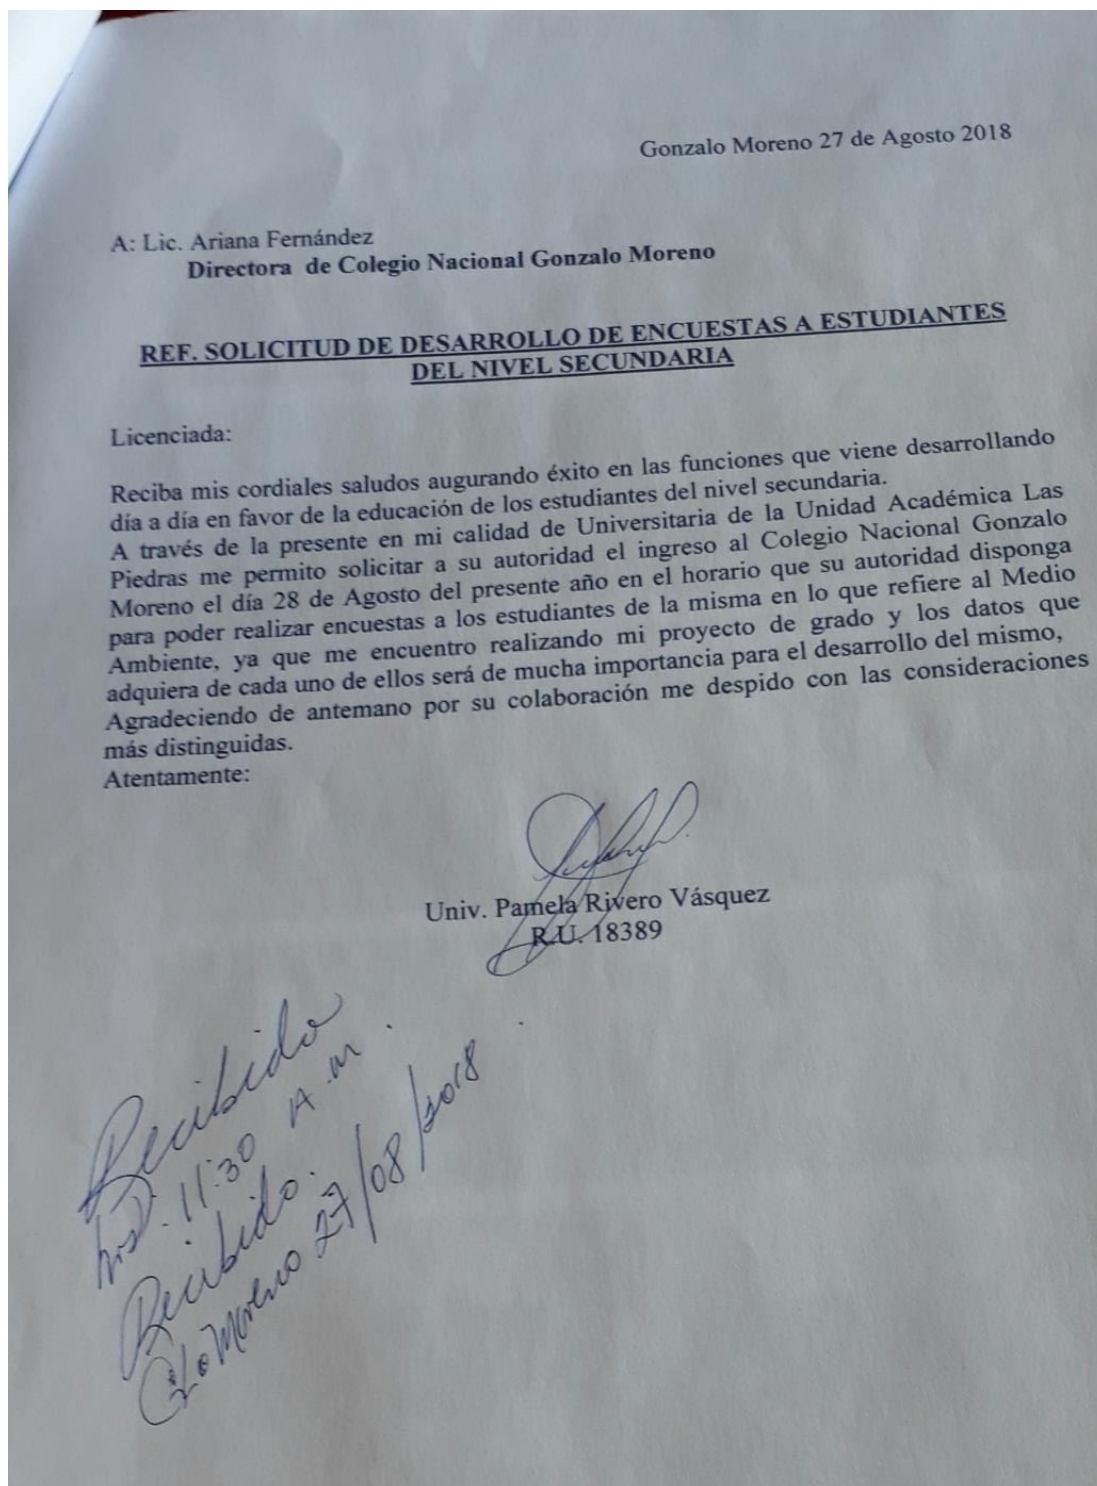 Gonzalo Moreno 27 de Agosto 2018
A: Lic. Ariana Fernández
Directora de Colegio Nacional Gonzalo Moreno
REF. SOLICITUD DE DESARROLLO DE ENCUESTAS A ESTUDIANTES
DEL NIVEL SECUNDARIA
Licenciada:
Reciba mis cordiales saludos augurando éxito en las funciones que viene desarrollando
día a día en favor de la educación de los estudiantes del nivel secundaria.
A través de la presente en mi calidad de Universitaria de la Unidad Académica Las
Piedras me permito solicitar a su autoridad el ingreso al Colegio Nacional Gonzalo
Moreno el día 28 de Agosto del presente año en el horario que su autoridad disponga
para poder realizar encuestas a los estudiantes de la misma en lo que refiere al Medio
Ambiente, ya que me encuentro realizando mi proyecto de grado y los datos que
adquiera de cada uno de ellos será de mucha importancia para el desarrollo del mismo,
Agradeciendo de antemano por su colaboración me despido con las consideraciones
más distinguidas.
Atentamente:
Univ. Pamela Rivero Vásquez
R.U. 18389
Recibido
hrs. 11:30 A.m.
Recibido.
Moreno 27/08/2018